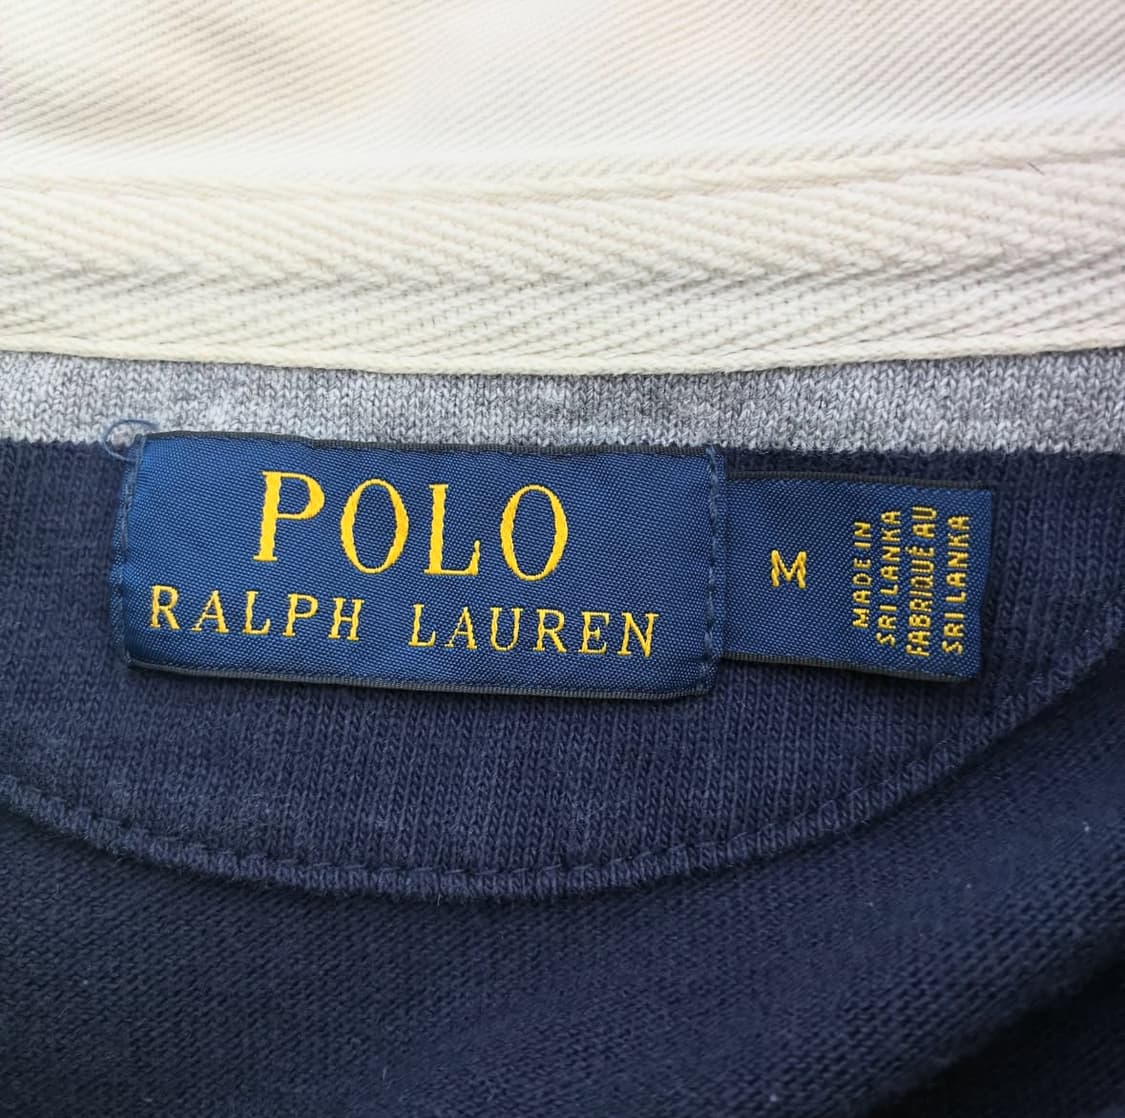 POLO
RALPH LAUREN
M
MADE IN
SRI LANKA
FABRIQUÉ AU
SRI LANKA